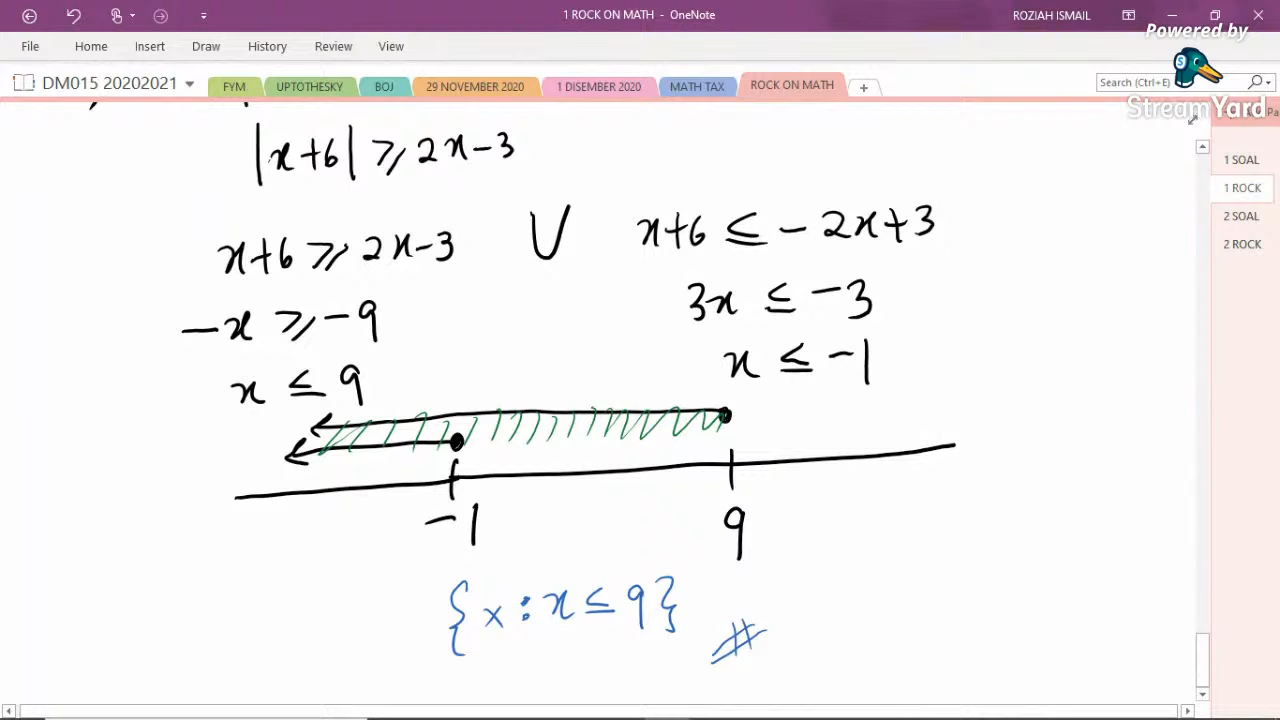 1 ROCK ON MATH - OneNote
ROZIAH ISMAIL
Powered by
StreamYard
File Home Insert Draw History Review View
DM015 20202021
FYM UPTOTHESKY BOJ 29 NOVEMBER 2020 1 DISEMBER 2020 MATH TAX ROCK ON MATH +
Search (Ctrl+E)
1 SOAL
1 ROCK
2 SOAL
2 ROCK
|x+6| ≥ 2x-3
x+6 ≥ 2x-3 ∪ x+6 ≤ -2x+3
-x ≥ -9 3x ≤ -3
x ≤ 9 x ≤ -1
-1 9
{x : x ≤ 9} #